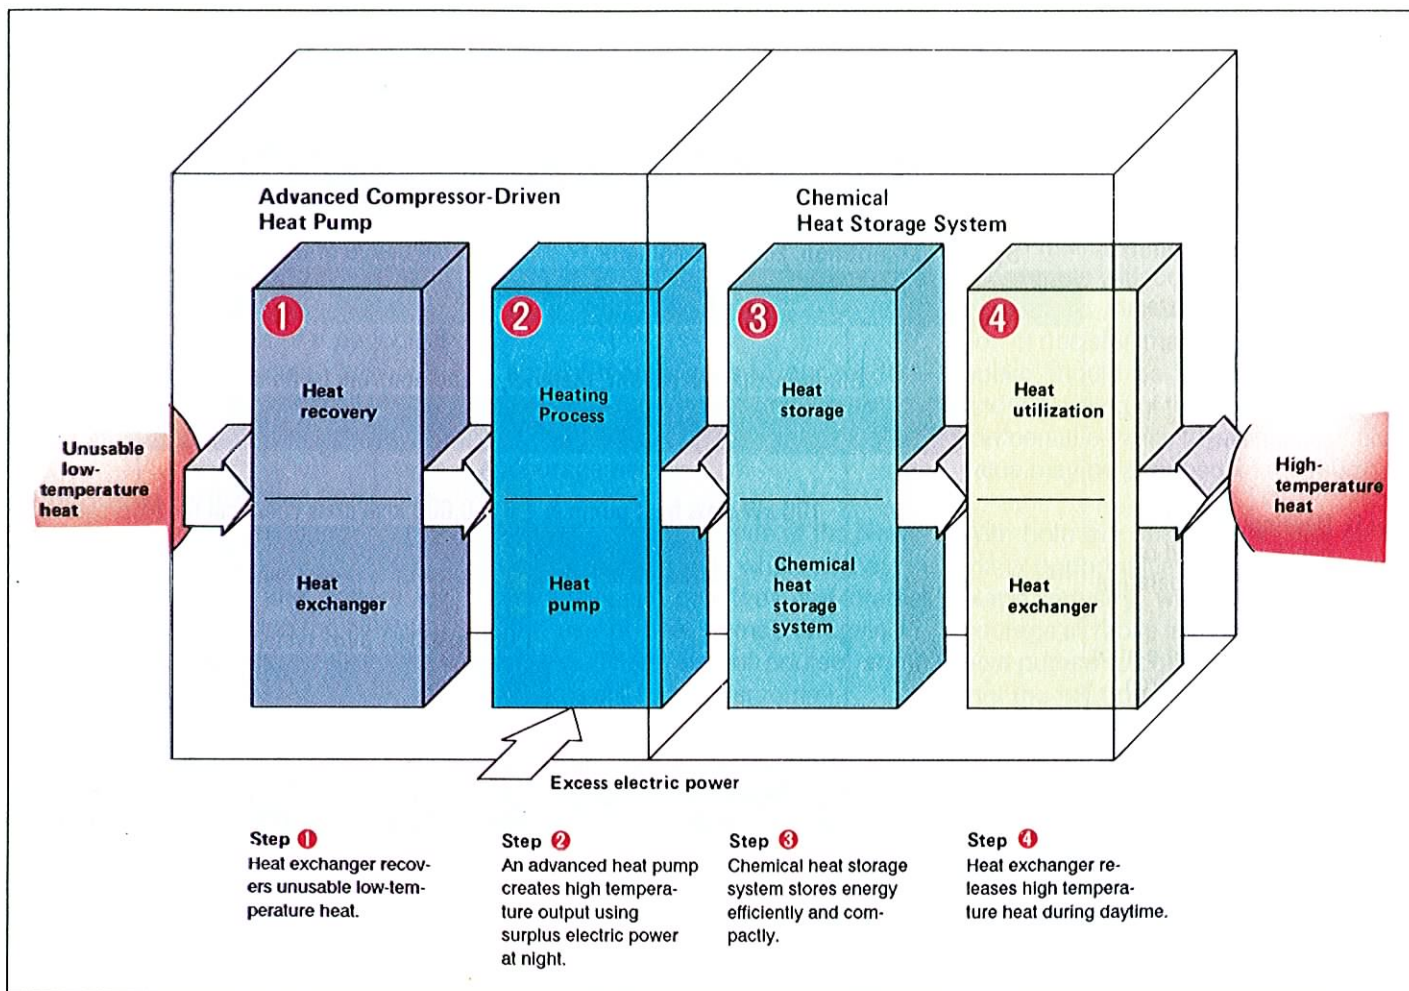 Advanced Compressor-Driven
Heat Pump
Chemical
Heat Storage System
1
Heat
recovery
Heat
exchanger
2
Heating
Process
Heat
pump
3
Heat
storage
Chemical
heat
storage
system
4
Heat
utilization
Heat
exchanger
Unusable
low-
temperature
heat
High-
temperature
heat
Excess electric power
Step 1
Heat exchanger recov-
ers unusable low-tem-
perature heat.
Step 2
An advanced heat pump
creates high tempera-
ture output using
surplus electric power
at night.
Step 3
Chemical heat storage
system stores energy
efficiently and com-
pactly.
Step 4
Heat exchanger re-
leases high tempera-
ture heat during daytime.